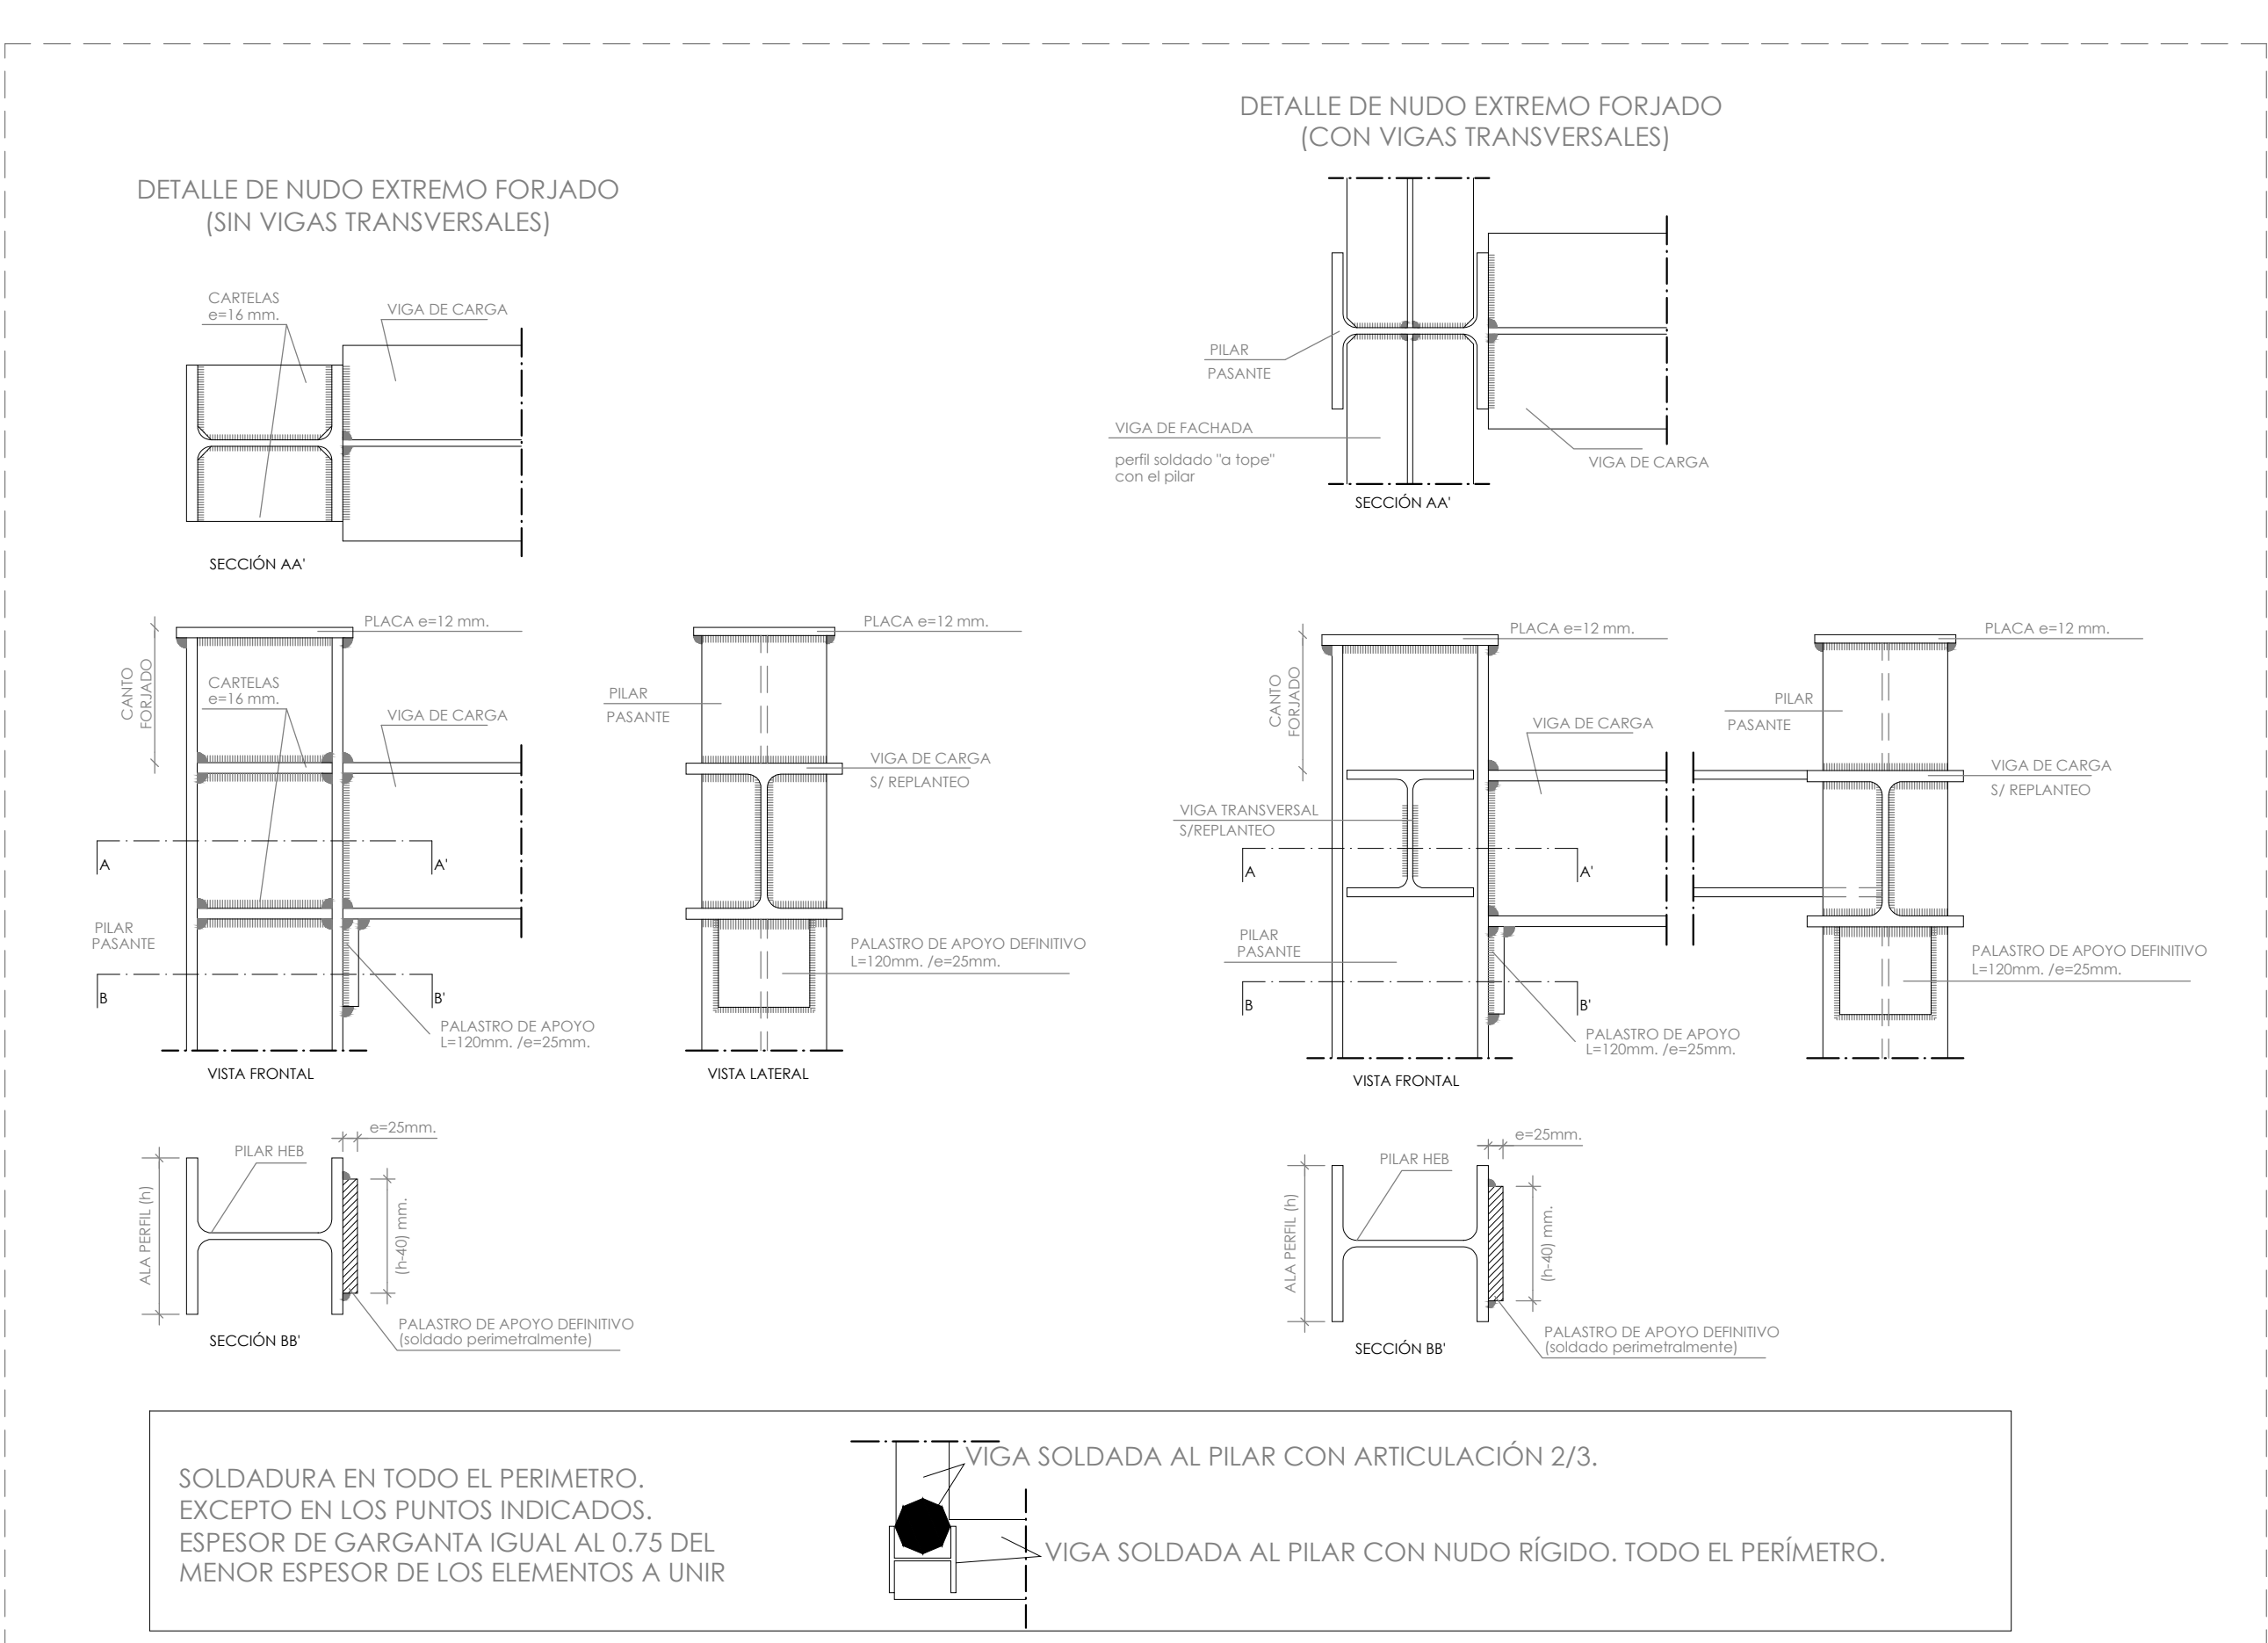 DETALLE DE NUDO EXTREMO FORJADO
(SIN VIGAS TRANSVERSALES)
CARTELAS
e=16 mm.
VIGA DE CARGA
SECCIÓN AA'
PLACA e=12 mm.
CANTO
FORJADO
CARTELAS
e=16 mm.
VIGA DE CARGA
A
A'
PILAR
PASANTE
B
B'
PALASTRO DE APOYO
L=120mm. /e=25mm.
VISTA FRONTAL
PLACA e=12 mm.
PILAR
PASANTE
VIGA DE CARGA
S/ REPLANTEO
PALASTRO DE APOYO DEFINITIVO
L=120mm. /e=25mm.
VISTA LATERAL
e=25mm.
PILAR HEB
ALA PERFIL (h)
(h-40) mm.
PALASTRO DE APOYO DEFINITIVO
(soldado perimetralmente)
SECCIÓN BB'
DETALLE DE NUDO EXTREMO FORJADO
(CON VIGAS TRANSVERSALES)
PILAR
PASANTE
VIGA DE FACHADA
perfil soldado "a tope"
con el pilar
VIGA DE CARGA
SECCIÓN AA'
PLACA e=12 mm.
CANTO
FORJADO
VIGA DE CARGA
VIGA TRANSVERSAL
S/REPLANTEO
A
A'
PILAR
PASANTE
B
B'
PALASTRO DE APOYO
L=120mm. /e=25mm.
VISTA FRONTAL
PLACA e=12 mm.
PILAR
PASANTE
VIGA DE CARGA
S/ REPLANTEO
PALASTRO DE APOYO DEFINITIVO
L=120mm. /e=25mm.
e=25mm.
PILAR HEB
ALA PERFIL (h)
(h-40) mm.
PALASTRO DE APOYO DEFINITIVO
(soldado perimetralmente)
SECCIÓN BB'
SOLDADURA EN TODO EL PERIMETRO.
EXCEPTO EN LOS PUNTOS INDICADOS.
ESPESOR DE GARGANTA IGUAL AL 0.75 DEL
MENOR ESPESOR DE LOS ELEMENTOS A UNIR
VIGA SOLDADA AL PILAR CON ARTICULACIÓN 2/3.
VIGA SOLDADA AL PILAR CON NUDO RÍGIDO. TODO EL PERÍMETRO.